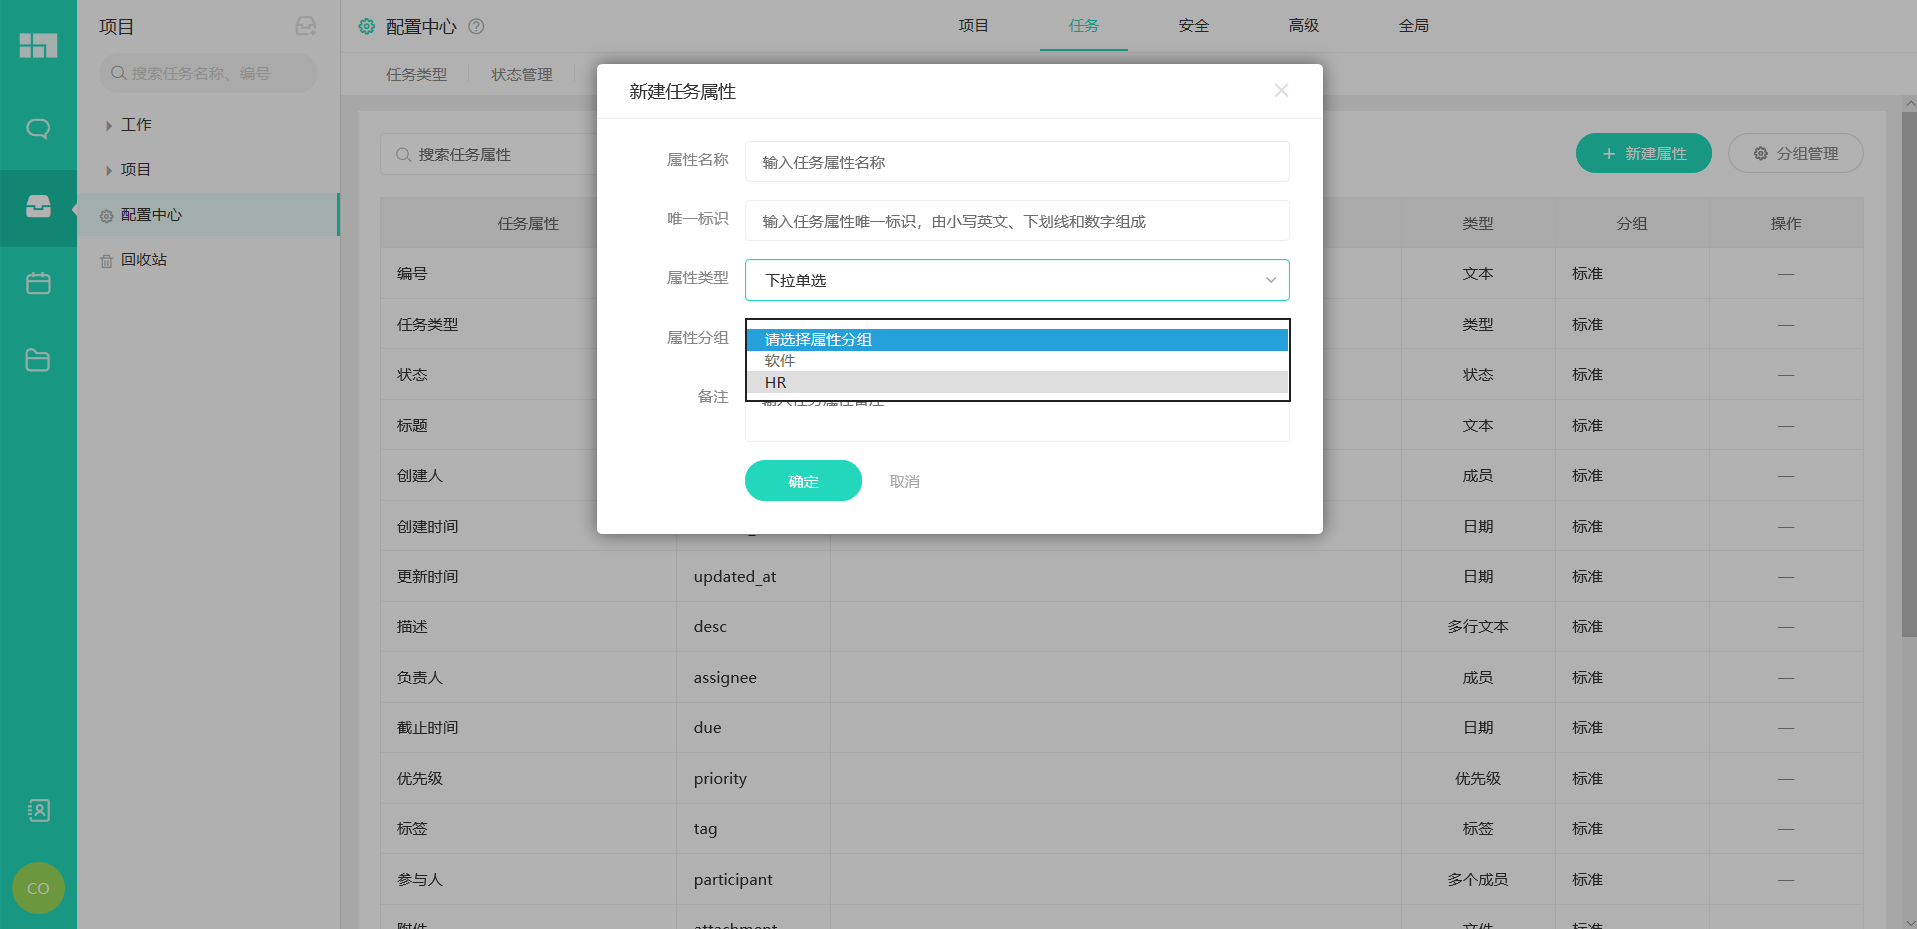 项目
搜索任务名称、编号
工作
项目
配置中心
回收站
CO
配置中心
项目
任务
安全
高级
全局
任务类型
状态管理
搜索任务属性
新建属性
分组管理
任务属性 类型 分组 操作
编号 文本 标准 —
任务类型 类型 标准 —
状态 状态 标准 —
标题 文本 标准 —
创建人 成员 标准 —
创建时间 日期 标准 —
更新时间 updated_at 日期 标准 —
描述 desc 多行文本 标准 —
负责人 assignee 成员 标准 —
截止时间 due 日期 标准 —
优先级 priority 优先级 标准 —
标签 tag 标签 标准 —
参与人 participant 多个成员 标准 —
附件 attachment 文件 标准 —
新建任务属性
属性名称 输入任务属性名称
唯一标识 输入任务属性唯一标识，由小写英文、下划线和数字组成
属性类型 下拉单选
属性分组 请选择属性分组
软件
HR
备注 输入任务属性备注
确定 取消